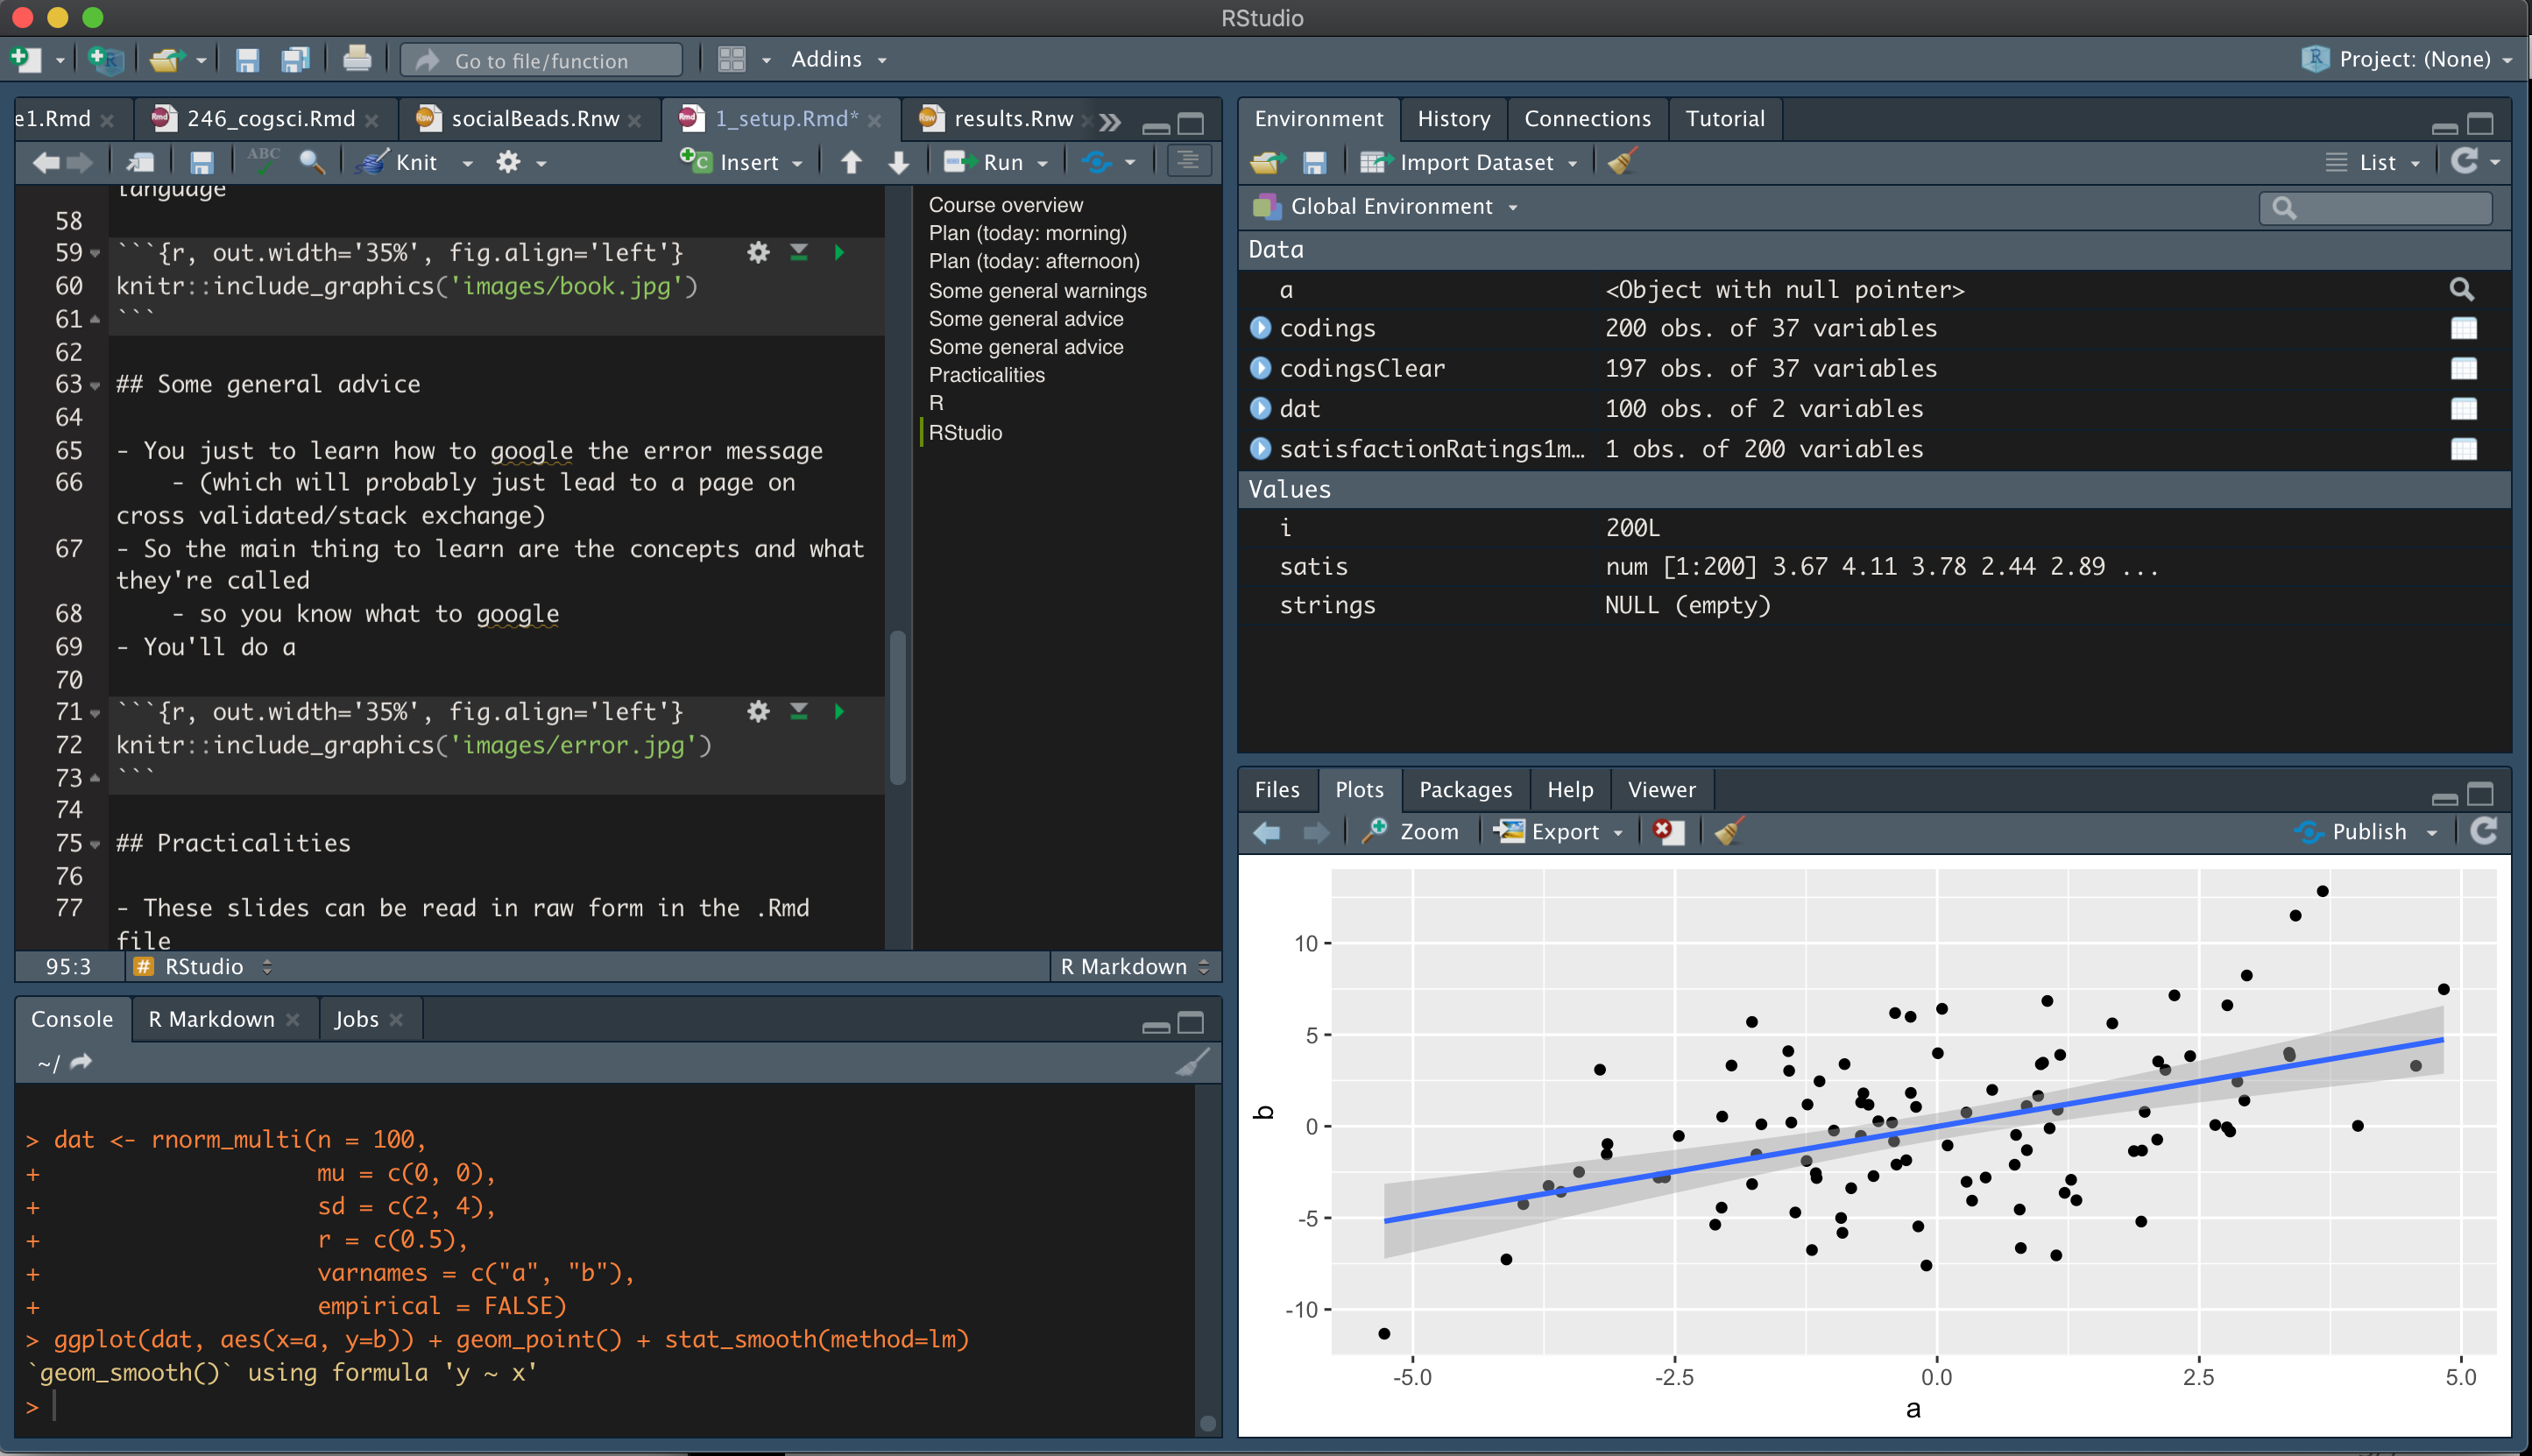 RStudio
Go to file/function
Addins
Project: (None)
e1.Rmd
246_cogsci.Rmd
socialBeads.Rnw
1_setup.Rmd*
results.Rnw
ABC
Knit
Insert
Run
language
58
59 ```{r, out.width='35%', fig.align='left'}
60 knitr::include_graphics('images/book.jpg')
61 ```
62
63 ## Some general advice
64
65 - You just to learn how to google the error message
66     - (which will probably just lead to a page on
cross validated/stack exchange)
67 - So the main thing to learn are the concepts and what
they're called
68     - so you know what to google
69 - You'll do a
70
71 ```{r, out.width='35%', fig.align='left'}
72 knitr::include_graphics('images/error.jpg')
73 ```
74
75 ## Practicalities
76
77 - These slides can be read in raw form in the .Rmd
file
Course overview
Plan (today: morning)
Plan (today: afternoon)
Some general warnings
Some general advice
Some general advice
Practicalities
R
RStudio
95:3
# RStudio
R Markdown
Console
R Markdown
Jobs
~/
> dat <- rnorm_multi(n = 100,
+                    mu = c(0, 0),
+                    sd = c(2, 4),
+                    r = c(0.5),
+                    varnames = c("a", "b"),
+                    empirical = FALSE)
> ggplot(dat, aes(x=a, y=b)) + geom_point() + stat_smooth(method=lm)
`geom_smooth()` using formula 'y ~ x'
>
Environment
History
Connections
Tutorial
Import Dataset
List
Global Environment
Data
a <Object with null pointer>
codings 200 obs. of 37 variables
codingsClear 197 obs. of 37 variables
dat 100 obs. of 2 variables
satisfactionRatings1m… 1 obs. of 200 variables
Values
i 200L
satis num [1:200] 3.67 4.11 3.78 2.44 2.89 ...
strings NULL (empty)
Files
Plots
Packages
Help
Viewer
Zoom
Export
Publish
10
5
0
-5
-10
b
-5.0
-2.5
0.0
2.5
5.0
a